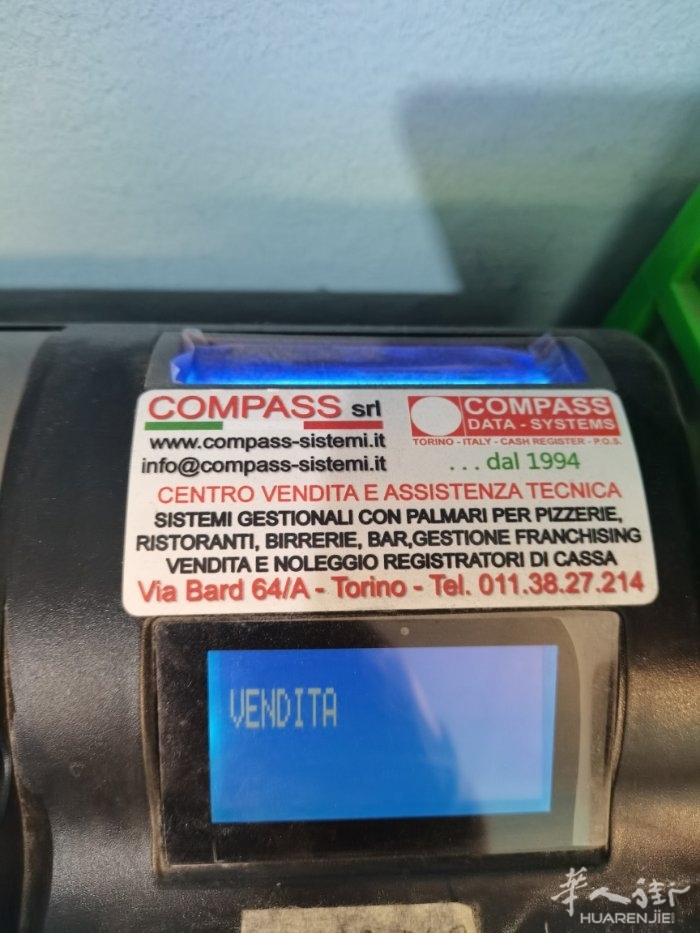 COMPASS srl
COMPASS
DATA - SYSTEMS
www.compass-sistemi.it
TORINO - ITALY - CASH REGISTER - P.O.S.
info@compass-sistemi.it
... dal 1994
CENTRO VENDITA E ASSISTENZA TECNICA
SISTEMI GESTIONALI CON PALMARI PER PIZZERIE,
RISTORANTI, BIRRERIE, BAR,GESTIONE FRANCHISING
VENDITA E NOLEGGIO REGISTRATORI DI CASSA
Via Bard 64/A - Torino - Tel. 011.38.27.214
VENDITA
华人街
HUARENJIE